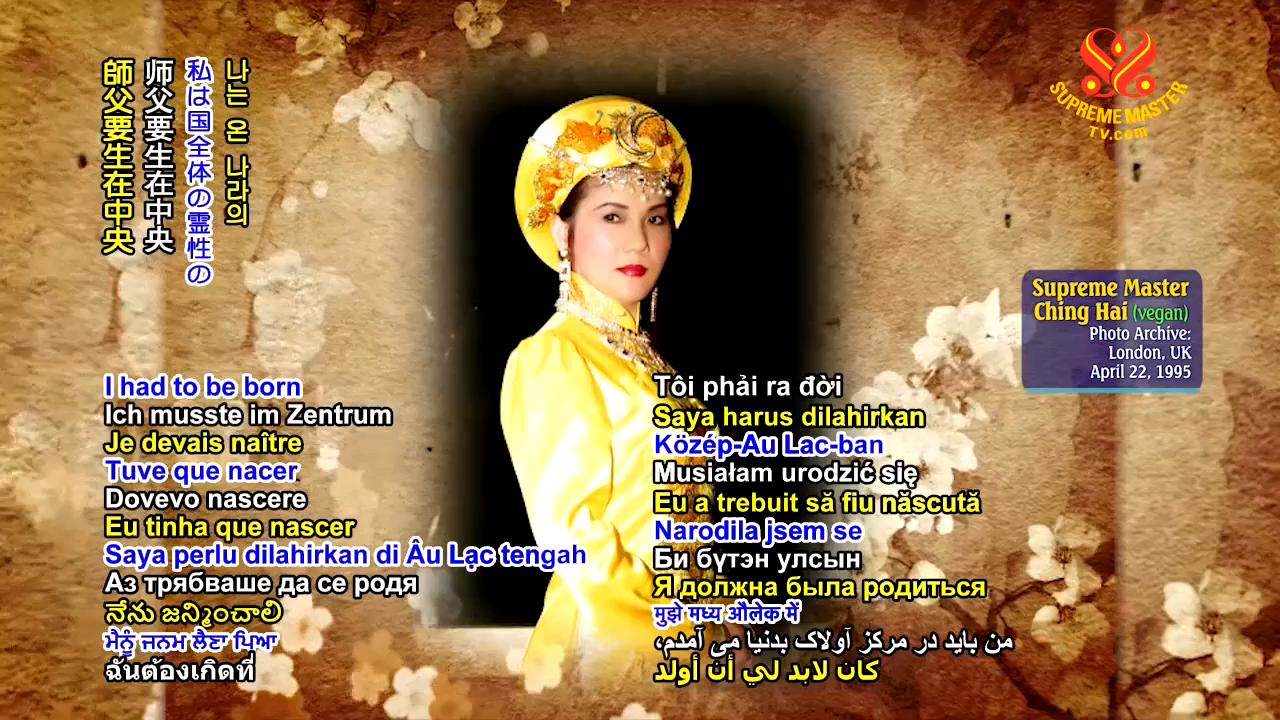 師父要生在中央
师父要生在中央
私は国全体の霊性の
나는 온 나라의
SUPREME MASTER
TV.com
Supreme Master
Ching Hai (vegan)
Photo Archive:
London, UK
April 22, 1995
I had to be born
Ich musste im Zentrum
Je devais naître
Tuve que nacer
Dovevo nascere
Eu tinha que nascer
Saya perlu dilahirkan di Âu Lạc tengah
Аз трябваше да се родя
నేను జన్మించాలి
ਮੈਨੂੰ ਜਨਮ ਲੈਣਾ ਪਿਆ
ฉันต้องเกิดที่
Tôi phải ra đời
Saya harus dilahirkan
Közép-Au Lac-ban
Musiałam urodzić się
Eu a trebuit să fiu născută
Narodila jsem se
Би бүтэн улсын
Я должна была родиться
मुझे मध्य औलेक में
من باید در مرکز آولاک بدنیا می آمدم،
كان لابد لي أن أولد